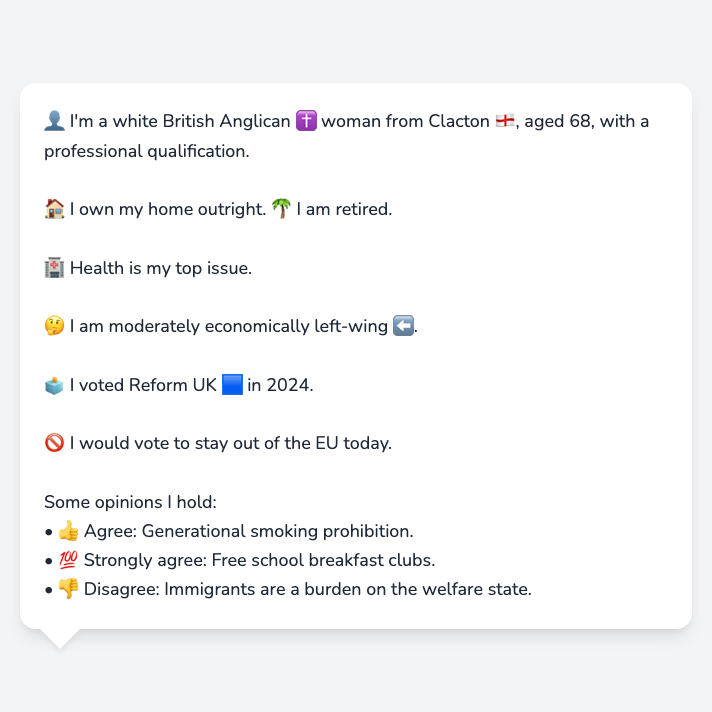 👤 I'm a white British Anglican ✝️ woman from Clacton 🏴󠁧󠁢󠁥󠁮󠁧󠁿, aged 68, with a
professional qualification.
🏠 I own my home outright. 🌴 I am retired.
🏥 Health is my top issue.
🤔 I am moderately economically left-wing ⬅️.
🗳️ I voted Reform UK 🟦 in 2024.
🚫 I would vote to stay out of the EU today.
Some opinions I hold:
• 👍 Agree: Generational smoking prohibition.
• 💯 Strongly agree: Free school breakfast clubs.
• 👎 Disagree: Immigrants are a burden on the welfare state.